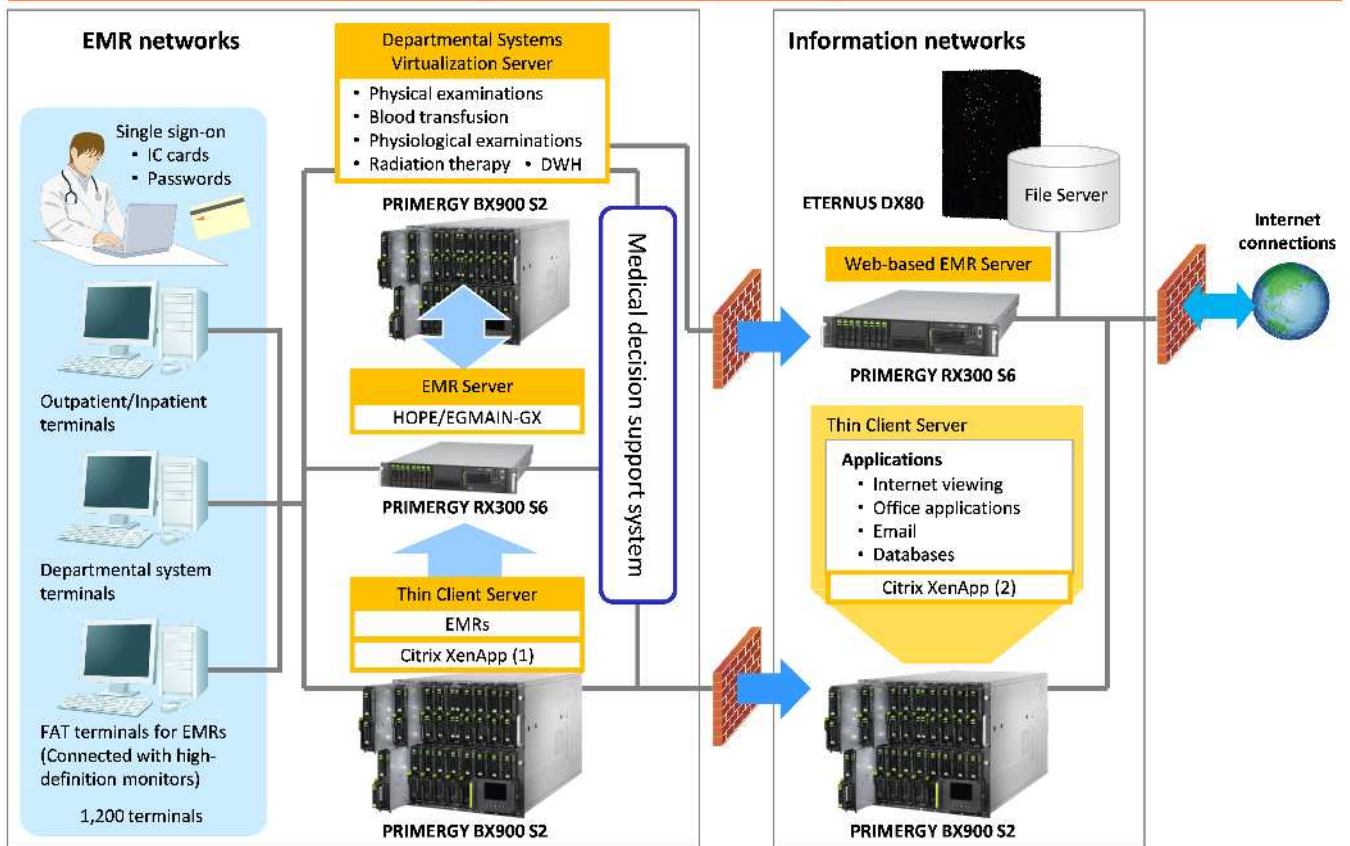 EMR networks
Single sign-on
• IC cards
• Passwords
Outpatient/Inpatient
terminals
Departmental system
terminals
FAT terminals for EMRs
(Connected with high-
definition monitors)
1,200 terminals
Departmental Systems
Virtualization Server
• Physical examinations
• Blood transfusion
• Physiological examinations
• Radiation therapy • DWH
PRIMERGY BX900 S2
EMR Server
HOPE/EGMAIN-GX
PRIMERGY RX300 S6
Thin Client Server
EMRs
Citrix XenApp (1)
PRIMERGY BX900 S2
Medical decision support system
Information networks
ETERNUS DX80
File Server
Web-based EMR Server
PRIMERGY RX300 S6
Thin Client Server
Applications
• Internet viewing
• Office applications
• Email
• Databases
Citrix XenApp (2)
PRIMERGY BX900 S2
Internet
connections